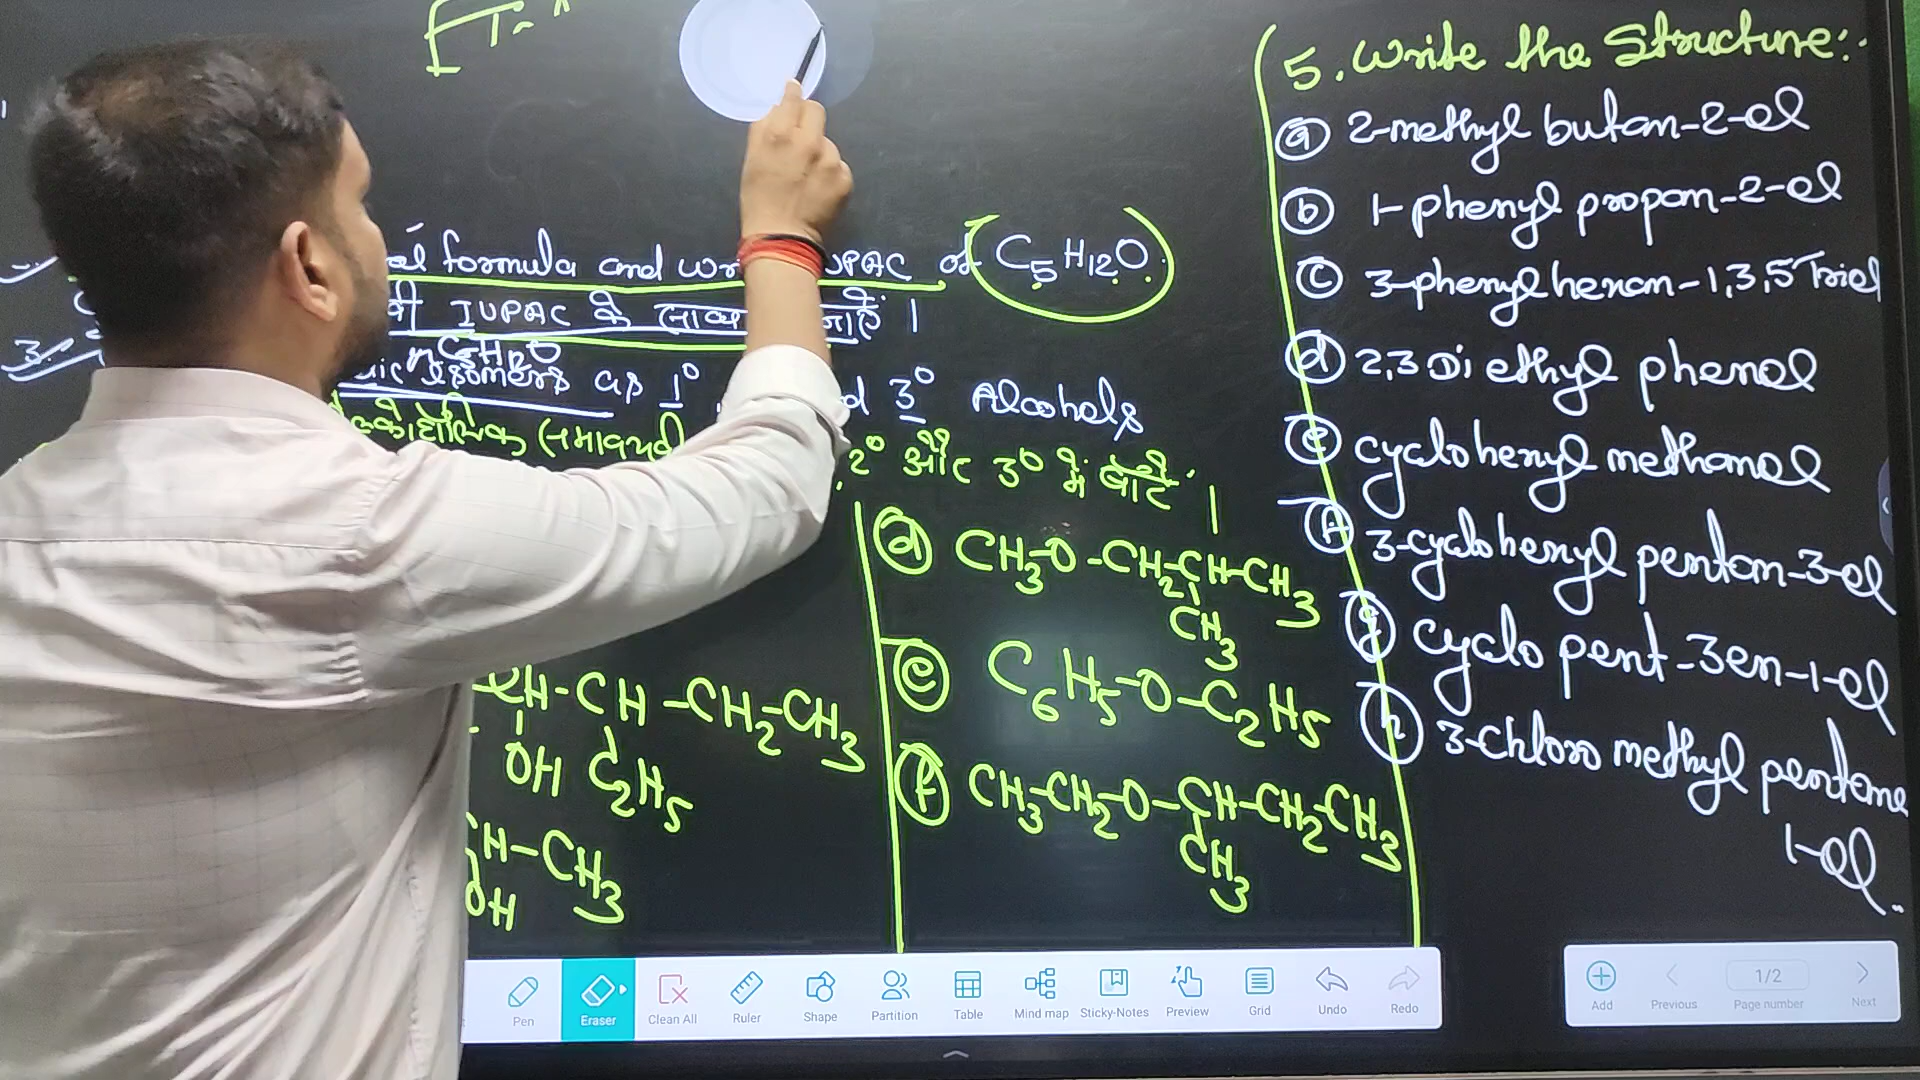 al formula and of C5H12O.
IUPAC के
3.
isomers as 1° 3° Alcohols
2° और 3° में बांटें ।
(d) CH3-O-CH2-CH-CH3
CH3
(e) C6H5-O-C2H5
CH-CH-CH2-CH3
OH C2H5
(f) CH3-CH2-O-CH-CH2-CH3
CH3
H-CH3
OH
5. Write the Structure:.
(a) 2-methyl butan-2-ol
(b) 1-phenyl propan-2-ol
(c) 3-phenyl hexan-1,3,5 Triol
(d) 2,3 Di ethyl phenol
(e) cyclohexyl methanol
(f) 3-cyclohexyl pentan-3-ol
(g) cyclo pent-3en-1-ol
(h) 3-chloro methyl pentane
1-ol.
Pen
Eraser
Clean All
Ruler
Shape
Partition
Table
Mind map
Sticky-Notes
Preview
Grid
Undo
Redo
Add
Previous
1/2
Page number
Next